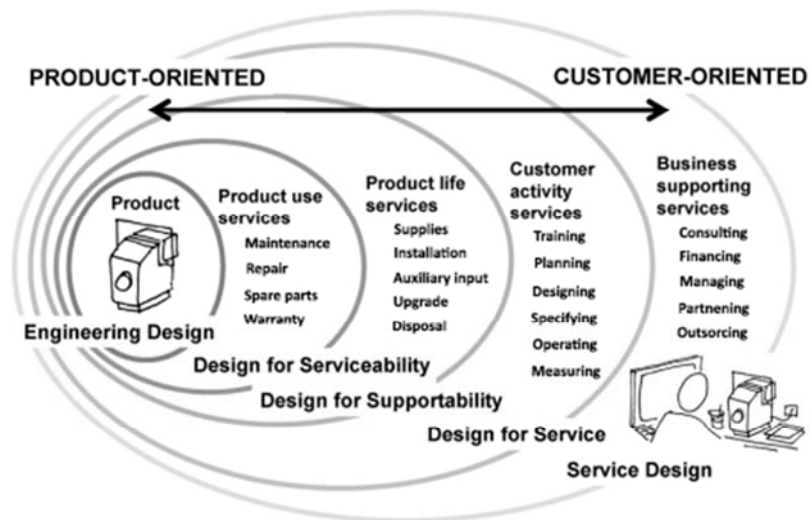 PRODUCT-ORIENTED
CUSTOMER-ORIENTED
Product
Product use
services
Maintenance
Repair
Spare parts
Warranty
Product life
services
Supplies
Installation
Auxiliary input
Upgrade
Disposal
Customer
activity
services
Training
Planning
Designing
Specifying
Operating
Measuring
Business
supporting
services
Consulting
Financing
Managing
Partnening
Outsorcing
Engineering Design
Design for Serviceability
Design for Supportability
Design for Service
Service Design